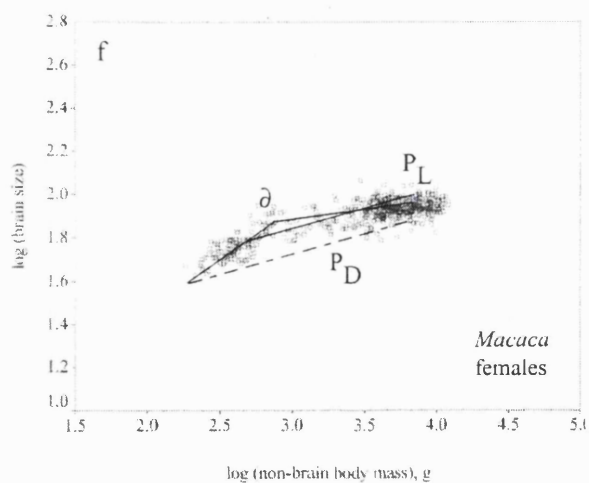 f
2.8
2.6
2.4
2.2
2.0
1.8
1.6
1.4
1.2
1.0
log (brain size)
∂
P_L
P_D
Macaca
females
1.5
2.0
2.5
3.0
3.5
4.0
4.5
5.0
log (non-brain body mass), g